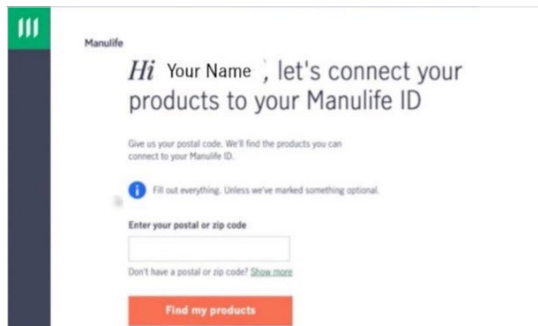 Manulife
Hi Your Name , let's connect your
products to your Manulife ID
Give us your postal code. We'll find the products you can
connect to your Manulife ID.
Fill out everything. Unless we've marked something optional.
Enter your postal or zip code
Don't have a postal or zip code? Show more
Find my products